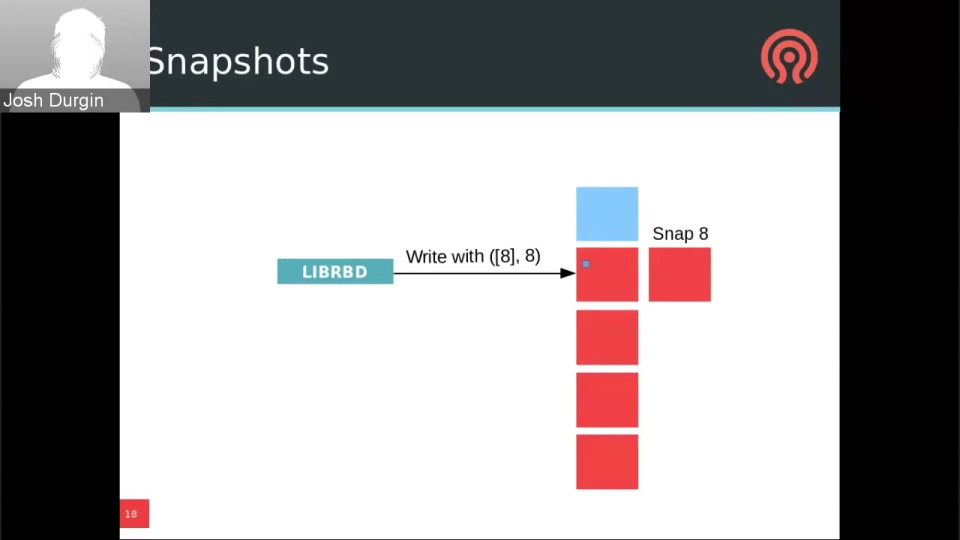 Josh Durgin
Snapshots
Snap 8
Write with ([8], 8)
LIBRBD
18